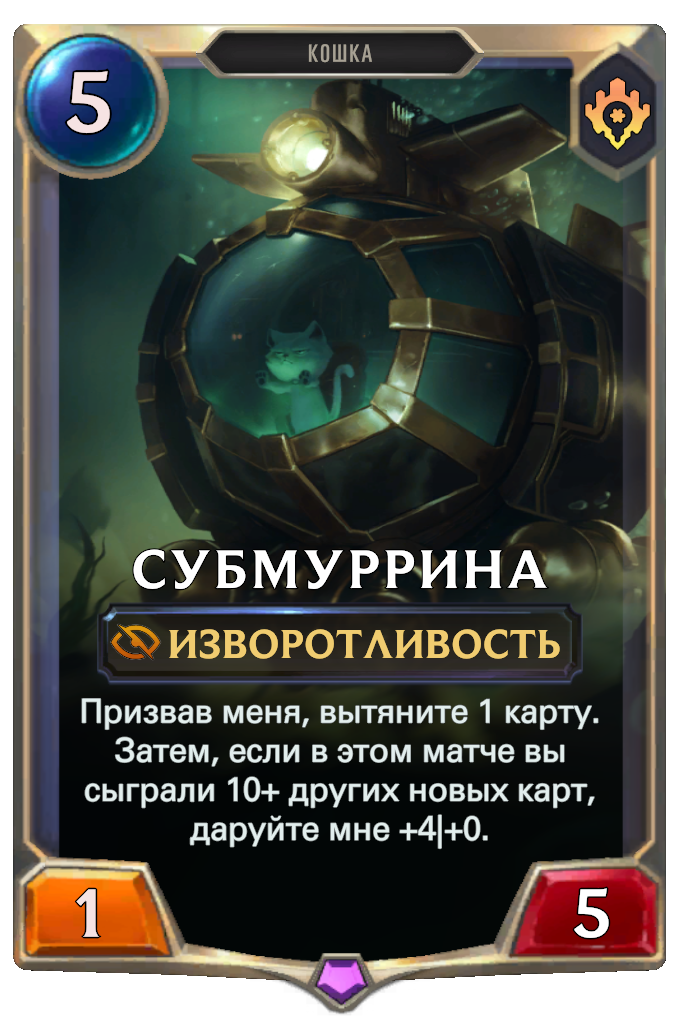 КОШКА
5
СУБМУРРИНА
ИЗВОРОТЛИВОСТЬ
Призвав меня, вытяните 1 карту.
Затем, если в этом матче вы
сыграли 10+ других новых карт,
даруйте мне +4|+0.
1
5